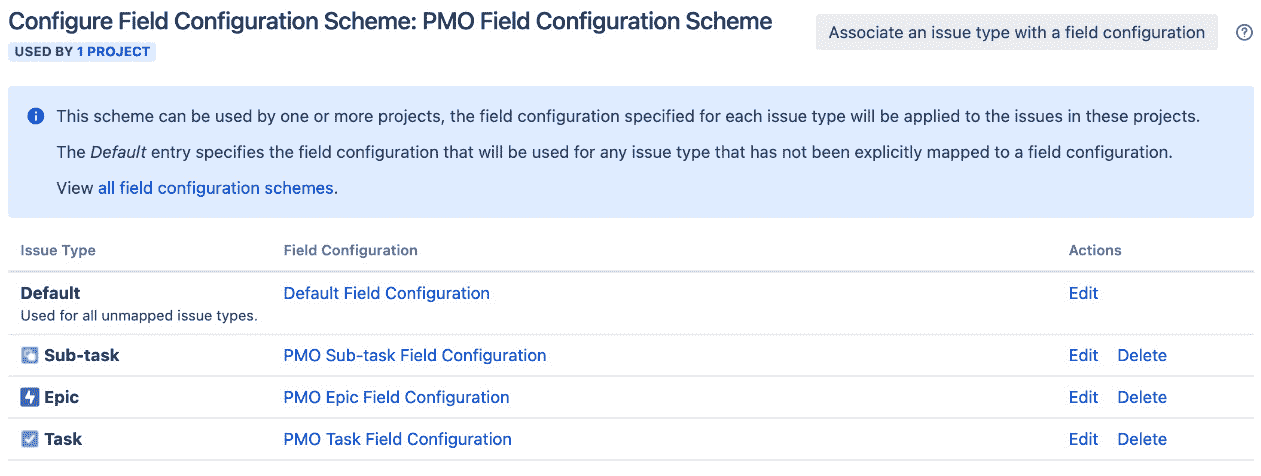 Configure Field Configuration Scheme: PMO Field Configuration Scheme
Associate an issue type with a field configuration
USED BY 1 PROJECT
This scheme can be used by one or more projects, the field configuration specified for each issue type will be applied to the issues in these projects.
The Default entry specifies the field configuration that will be used for any issue type that has not been explicitly mapped to a field configuration.
View all field configuration schemes.
Issue Type Field Configuration Actions
Default Default Field Configuration Edit
Used for all unmapped issue types.
Sub-task PMO Sub-task Field Configuration Edit Delete
Epic PMO Epic Field Configuration Edit Delete
Task PMO Task Field Configuration Edit Delete